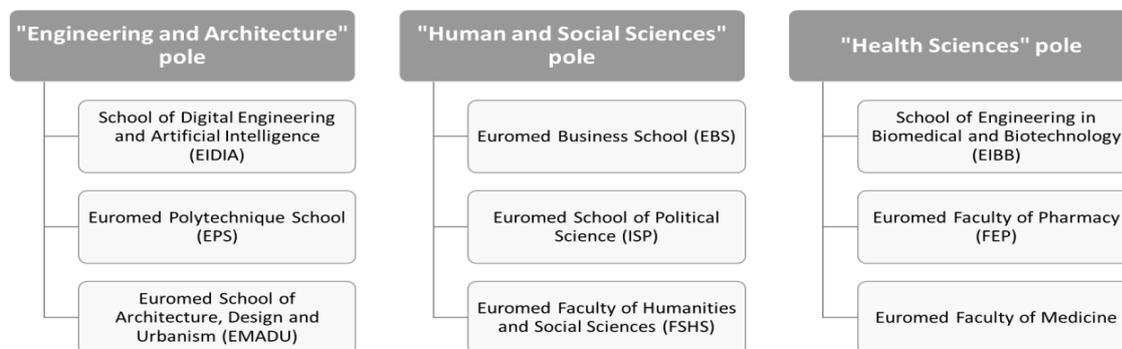 "Engineering and Architecture"
pole
School of Digital Engineering
and Artificial Intelligence
(EIDIA)
Euromed Polytechnique School
(EPS)
Euromed School of
Architecture, Design and
Urbanism (EMADU)
"Human and Social Sciences"
pole
Euromed Business School (EBS)
Euromed School of Political
Science (ISP)
Euromed Faculty of Humanities
and Social Sciences (FSHS)
"Health Sciences" pole
School of Engineering in
Biomedical and Biotechnology
(EIBB)
Euromed Faculty of Pharmacy
(FEP)
Euromed Faculty of Medicine